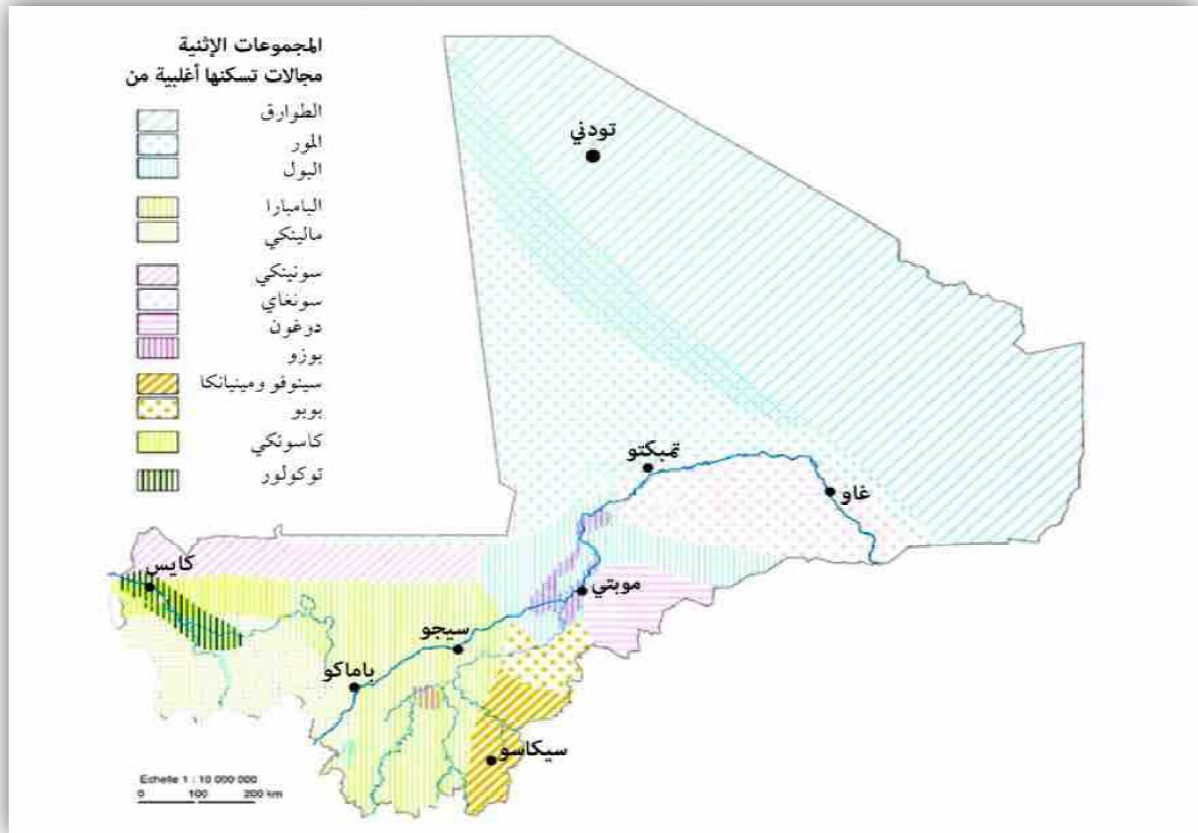 المجموعات الإثنية
مجالات تسكنها أغلبية من
الطوارق
المور
البول
البامبارا
مالينكي
سونينكي
سونغاي
دوغون
بوزو
سينوفو ومينيانكا
بوبو
كاسونكي
توكولور
تودني
تمبكتو
غاو
كايس
موبتي
سيجو
باماكو
سيكاسو
Echelle 1 : 10 000 000
0 100 200 km